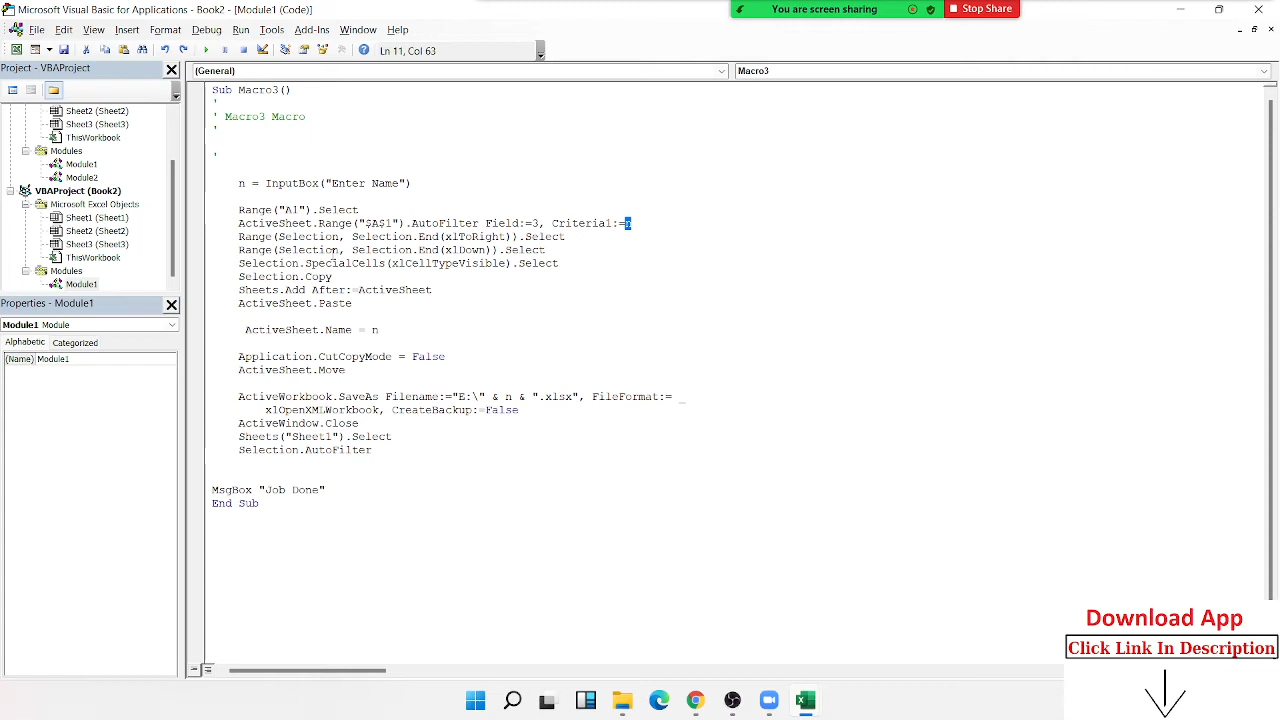 Microsoft Visual Basic for Applications - Book2 - [Module1 (Code)]
You are screen sharing
Stop Share
File Edit View Insert Format Debug Run Tools Add-Ins Window Help
Ln 11, Col 63
Project - VBAProject
(General)
Macro3
Sheet2 (Sheet2)
Sheet3 (Sheet3)
ThisWorkbook
Modules
Module1
Module2
VBAProject (Book2)
Microsoft Excel Objects
Sheet1 (Sheet1)
Sheet2 (Sheet2)
Sheet3 (Sheet3)
ThisWorkbook
Modules
Module1
Properties - Module1
Module1 Module
Alphabetic Categorized
(Name) Module1
Sub Macro3()
'
' Macro3 Macro
'
'
n = InputBox("Enter Name")
Range("A1").Select
ActiveSheet.Range("$A$1").AutoFilter Field:=3, Criteria1:=n
Range(Selection, Selection.End(xlToRight)).Select
Range(Selection, Selection.End(xlDown)).Select
Selection.SpecialCells(xlCellTypeVisible).Select
Selection.Copy
Sheets.Add After:=ActiveSheet
ActiveSheet.Paste
ActiveSheet.Name = n
Application.CutCopyMode = False
ActiveSheet.Move
ActiveWorkbook.SaveAs Filename:="E:\" & n & ".xlsx", FileFormat:= _
xlOpenXMLWorkbook, CreateBackup:=False
ActiveWindow.Close
Sheets("Sheet1").Select
Selection.AutoFilter
MsgBox "Job Done"
End Sub
Download App
Click Link In Description